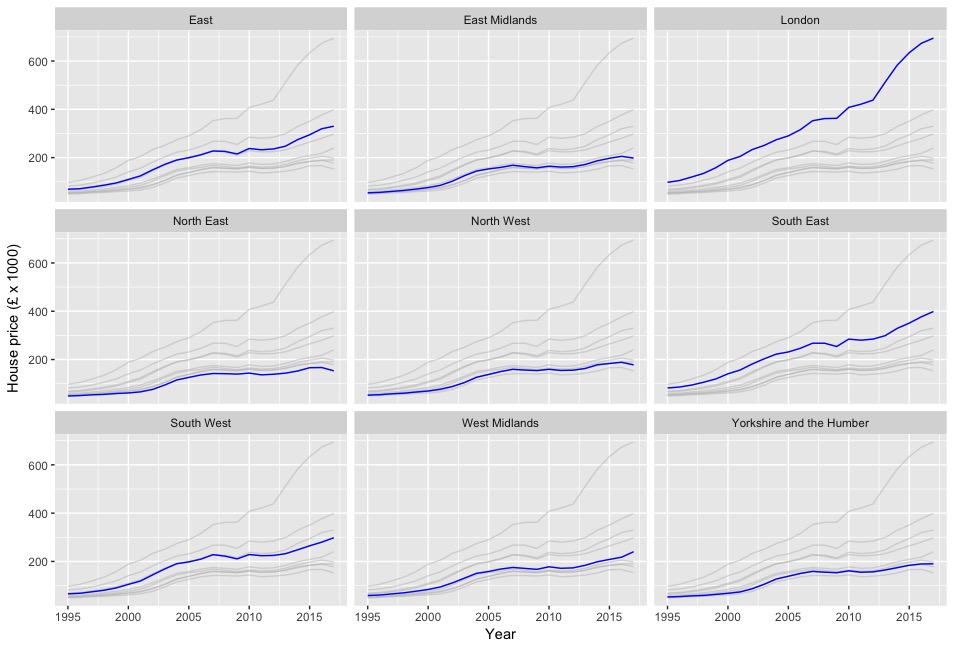 East East Midlands London
600
400
200
North East North West South East
600
400
200
South West West Midlands Yorkshire and the Humber
600
400
200
1995 2000 2005 2010 2015 1995 2000 2005 2010 2015 1995 2000 2005 2010 2015
Year
House price (£ x 1000)